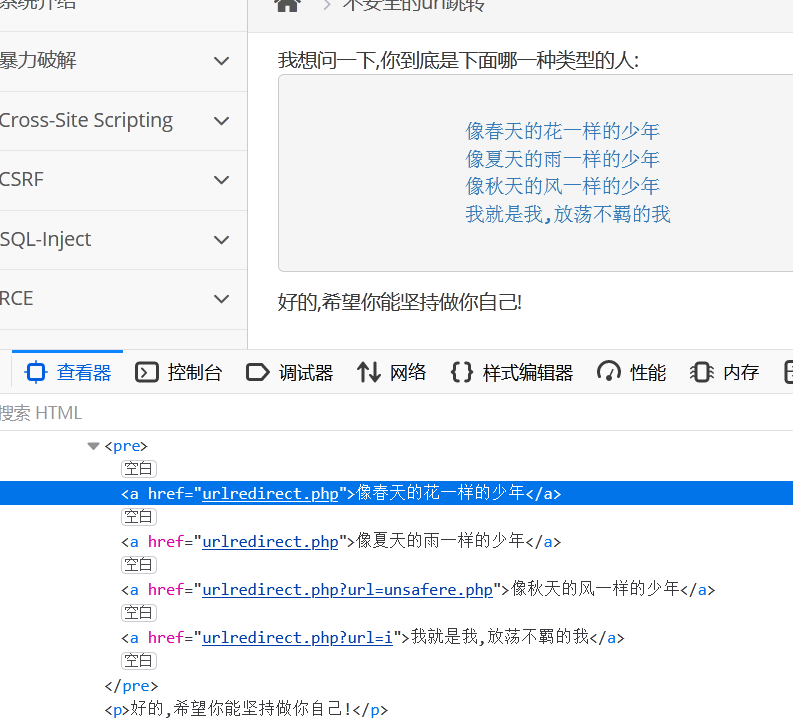 系统介绍
不安全的url跳转
暴力破解
Cross-Site Scripting
CSRF
SQL-Inject
RCE
我想问一下,你到底是下面哪一种类型的人:
像春天的花一样的少年
像夏天的雨一样的少年
像秋天的风一样的少年
我就是我,放荡不羁的我
好的,希望你能坚持做你自己!
查看器 控制台 调试器 网络 样式编辑器 性能 内存
搜索 HTML
<pre>
空白
<a href="urlredirect.php">像春天的花一样的少年</a>
空白
<a href="urlredirect.php">像夏天的雨一样的少年</a>
空白
<a href="urlredirect.php?url=unsafere.php">像秋天的风一样的少年</a>
空白
<a href="urlredirect.php?url=i">我就是我,放荡不羁的我</a>
空白
</pre>
<p>好的,希望你能坚持做你自己!</p>